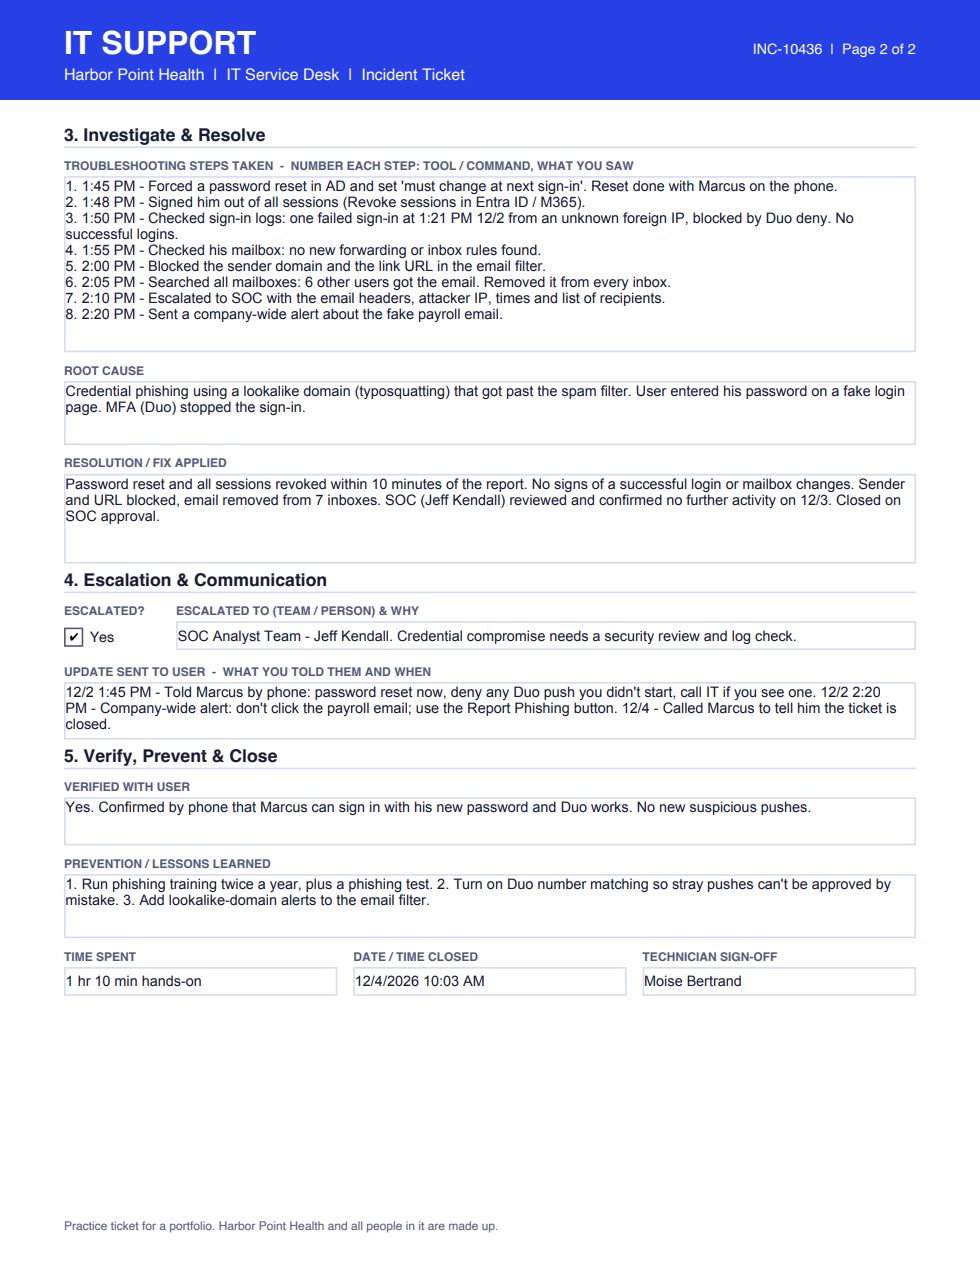 IT SUPPORT
Harbor Point Health | IT Service Desk | Incident Ticket
INC-10436 | Page 2 of 2
3. Investigate & Resolve
TROUBLESHOOTING STEPS TAKEN - NUMBER EACH STEP: TOOL / COMMAND, WHAT YOU SAW
1. 1:45 PM - Forced a password reset in AD and set 'must change at next sign-in'. Reset done with Marcus on the phone.
2. 1:48 PM - Signed him out of all sessions (Revoke sessions in Entra ID / M365).
3. 1:50 PM - Checked sign-in logs: one failed sign-in at 1:21 PM 12/2 from an unknown foreign IP, blocked by Duo deny. No
successful logins.
4. 1:55 PM - Checked his mailbox: no new forwarding or inbox rules found.
5. 2:00 PM - Blocked the sender domain and the link URL in the email filter.
6. 2:05 PM - Searched all mailboxes: 6 other users got the email. Removed it from every inbox.
7. 2:10 PM - Escalated to SOC with the email headers, attacker IP, times and list of recipients.
8. 2:20 PM - Sent a company-wide alert about the fake payroll email.
ROOT CAUSE
Credential phishing using a lookalike domain (typosquatting) that got past the spam filter. User entered his password on a fake login
page. MFA (Duo) stopped the sign-in.
RESOLUTION / FIX APPLIED
Password reset and all sessions revoked within 10 minutes of the report. No signs of a successful login or mailbox changes. Sender
and URL blocked, email removed from 7 inboxes. SOC (Jeff Kendall) reviewed and confirmed no further activity on 12/3. Closed on
SOC approval.
4. Escalation & Communication
ESCALATED?
ESCALATED TO (TEAM / PERSON) & WHY
✔ Yes
SOC Analyst Team - Jeff Kendall. Credential compromise needs a security review and log check.
UPDATE SENT TO USER - WHAT YOU TOLD THEM AND WHEN
12/2 1:45 PM - Told Marcus by phone: password reset now, deny any Duo push you didn't start, call IT if you see one. 12/2 2:20
PM - Company-wide alert: don't click the payroll email; use the Report Phishing button. 12/4 - Called Marcus to tell him the ticket is
closed.
5. Verify, Prevent & Close
VERIFIED WITH USER
Yes. Confirmed by phone that Marcus can sign in with his new password and Duo works. No new suspicious pushes.
PREVENTION / LESSONS LEARNED
1. Run phishing training twice a year, plus a phishing test. 2. Turn on Duo number matching so stray pushes can't be approved by
mistake. 3. Add lookalike-domain alerts to the email filter.
TIME SPENT
DATE / TIME CLOSED
TECHNICIAN SIGN-OFF
1 hr 10 min hands-on
12/4/2026 10:03 AM
Moise Bertrand
Practice ticket for a portfolio. Harbor Point Health and all people in it are made up.